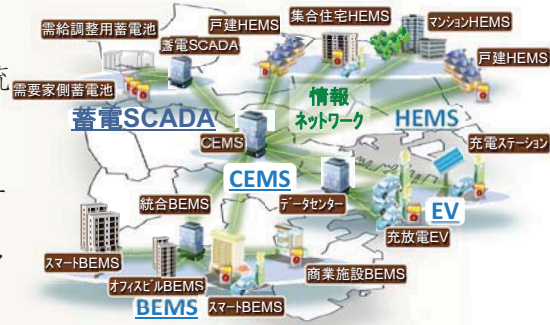 需給調整用蓄電池
蓄電SCADA
戸建HEMS
集合住宅HEMS
マンションHEMS
戸建HEMS
需要家側蓄電池
蓄電SCADA
情報
ネットワーク
HEMS
CEMS
充電ステーション
CEMS
データセンター
EV
統合BEMS
充放電EV
スマートBEMS
オフィスビルBEMS
商業施設BEMS
BEMS
スマートBEMS